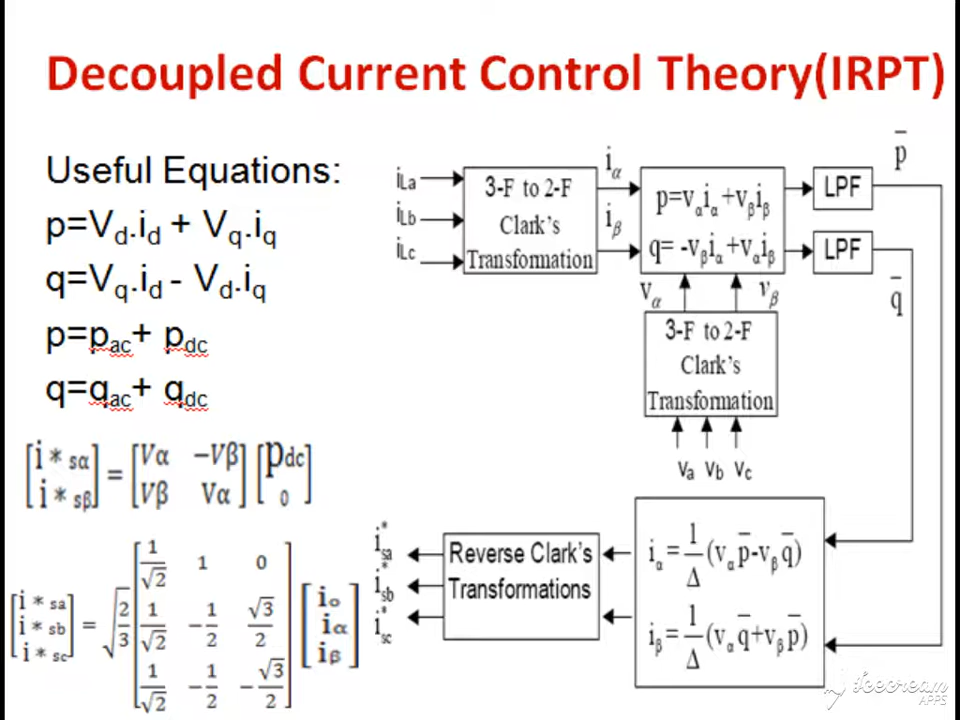 Decoupled Current Control Theory(IRPT)
Useful Equations:
p=Vd.id + Vq.iq
q=Vq.id - Vd.iq
p=pac+ pdc
q=qac+ qdc
[i * sα] = [Vα −Vβ] [pdc]
[i * sβ] [Vβ Vα] [0]
[i * sa] = √2/3 [1/√2 1 0] [io]
[i * sb] [1/√2 −1/2 √3/2] [iα]
[i * sc] [1/√2 −1/2 −√3/2] [iβ]
iLa
iLb
iLc
3-F to 2-F
Clark's
Transformation
iα
iβ
p=vαiα+vβiβ
q= -vβiα+vαiβ
LPF
LPF
p̅
q̅
vα
vβ
3-F to 2-F
Clark's
Transformation
va vb vc
iα = 1/Δ (vα p̅-vβ q̅)
iβ = 1/Δ (vα q̅+vβ p̅)
Reverse Clark's
Transformations
i*sa
i*sb
i*sc
Icecream
APPS